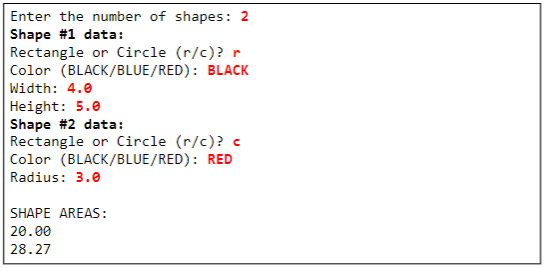 Enter the number of shapes: 2
Shape #1 data:
Rectangle or Circle (r/c)? r
Color (BLACK/BLUE/RED): BLACK
Width: 4.0
Height: 5.0
Shape #2 data:
Rectangle or Circle (r/c)? c
Color (BLACK/BLUE/RED): RED
Radius: 3.0
SHAPE AREAS:
20.00
28.27